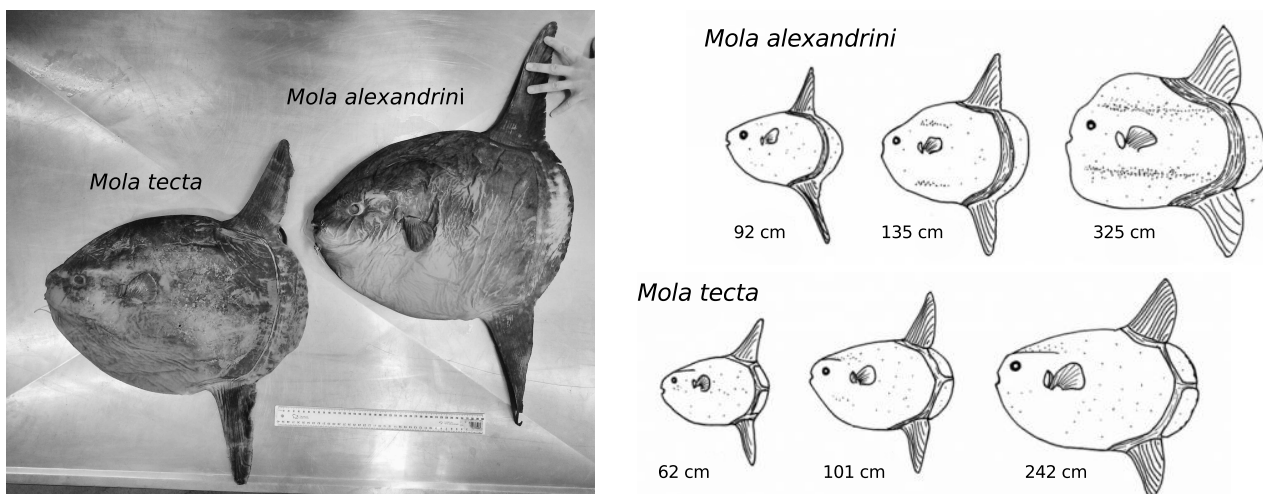 Mola alexandrini
Mola tecta
Mola alexandrini
92 cm
135 cm
325 cm
Mola tecta
62 cm
101 cm
242 cm